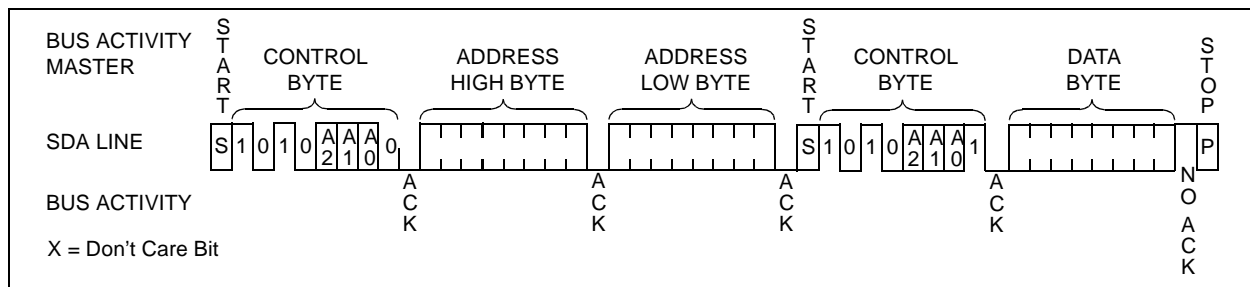 BUS ACTIVITY
MASTER
START
CONTROL
BYTE
ADDRESS
HIGH BYTE
ADDRESS
LOW BYTE
START
CONTROL
BYTE
DATA
BYTE
STOP
SDA LINE
S 1 0 1 0 A2 A1 A0 0
S 1 0 1 0 A2 A1 A0 1
P
BUS ACTIVITY
ACK
ACK
ACK
ACK
NO ACK
X = Don't Care Bit